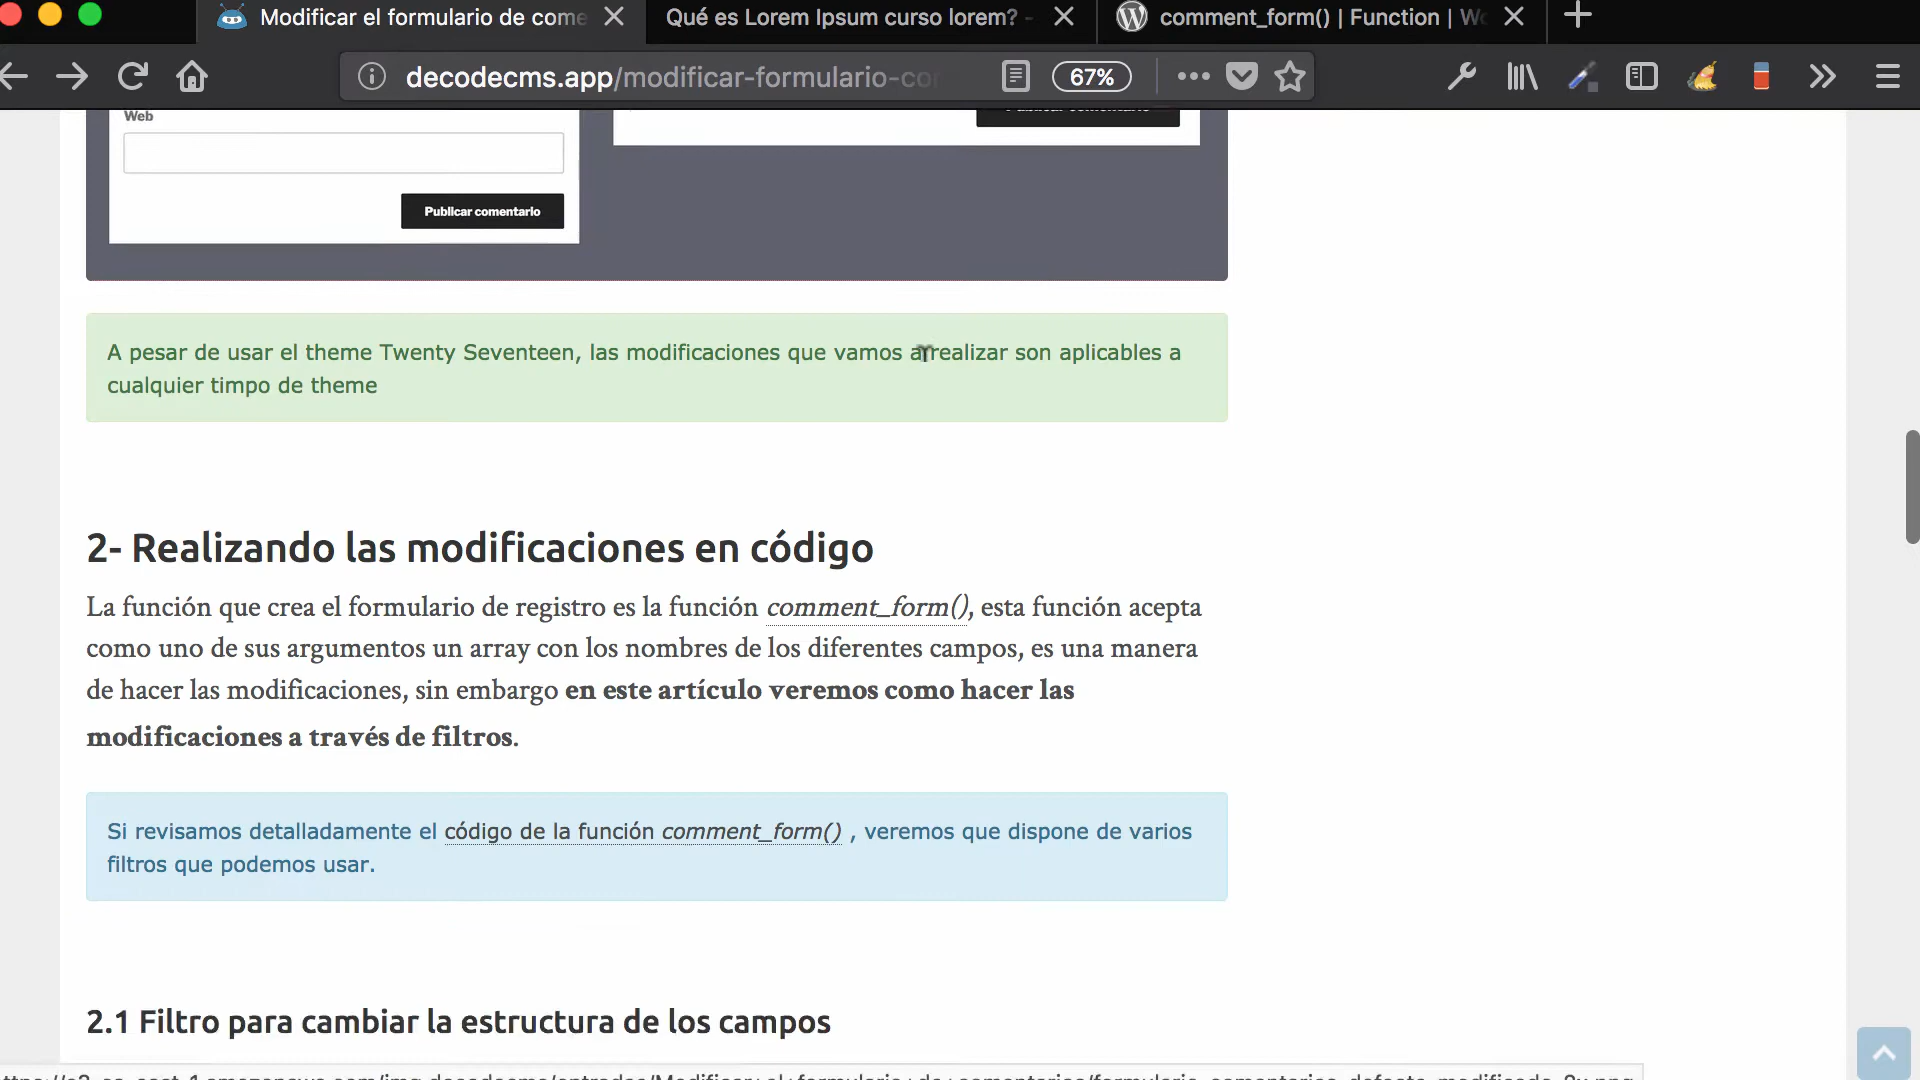 Modificar el formulario de come
Qué es Lorem Ipsum curso lorem? -
comment_form() | Function | Wo
decodecms.app/modificar-formulario-co
67%
Web
Publicar comentario
Publicar comentario
A pesar de usar el theme Twenty Seventeen, las modificaciones que vamos a realizar son aplicables a
cualquier timpo de theme
2- Realizando las modificaciones en código
La función que crea el formulario de registro es la función comment_form(), esta función acepta
como uno de sus argumentos un array con los nombres de los diferentes campos, es una manera
de hacer las modificaciones, sin embargo en este artículo veremos como hacer las
modificaciones a través de filtros.
Si revisamos detalladamente el código de la función comment_form() , veremos que dispone de varios
filtros que podemos usar.
2.1 Filtro para cambiar la estructura de los campos